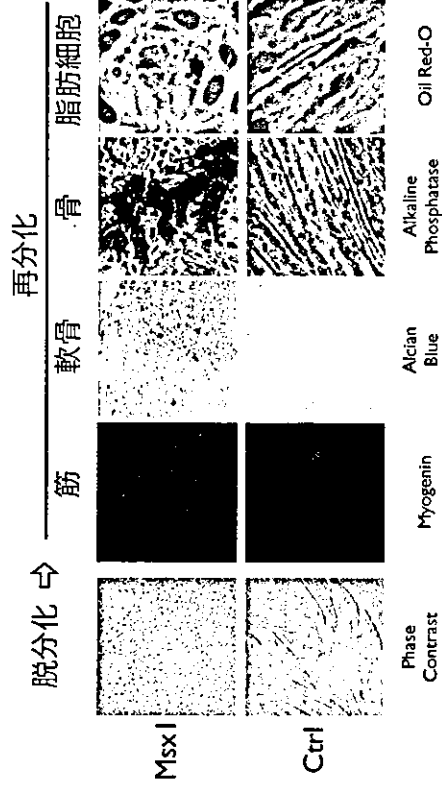 再分化
脱分化 ⇨ 筋 軟骨 骨 脂肪細胞
Msx1
Ctrl
Phase Contrast
Myogenin
Alcian Blue
Alkaline Phosphatase
Oil Red-O